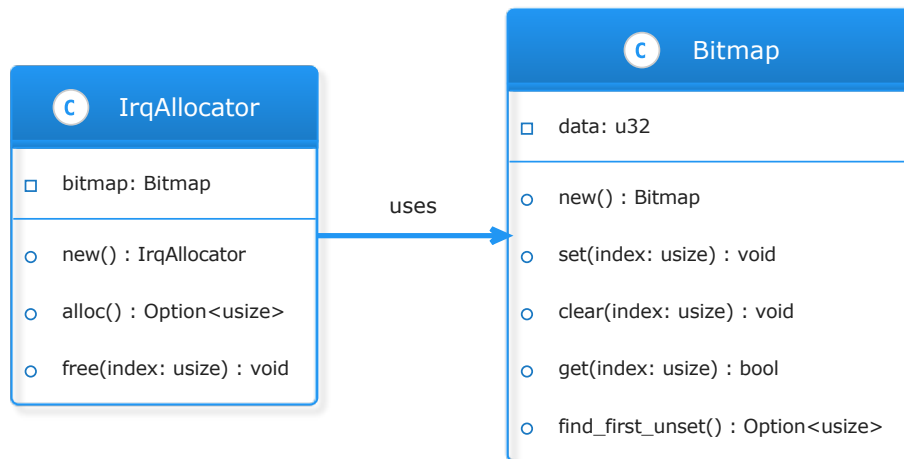 C IrqAllocator
bitmap: Bitmap
new() : IrqAllocator
alloc() : Option<usize>
free(index: usize) : void
uses
C Bitmap
data: u32
new() : Bitmap
set(index: usize) : void
clear(index: usize) : void
get(index: usize) : bool
find_first_unset() : Option<usize>